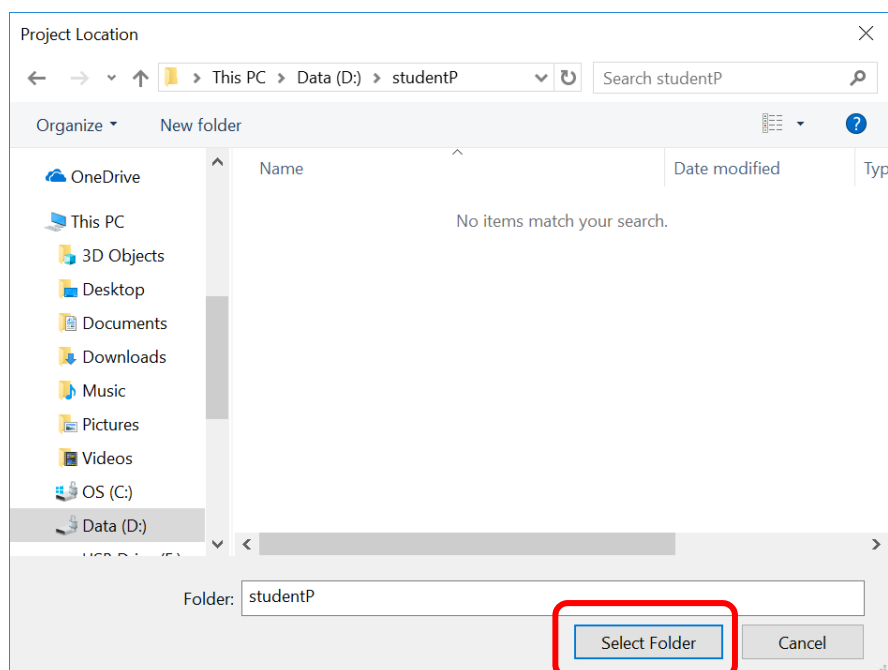 Project Location
This PC > Data (D:) > studentP
Search studentP
Organize
New folder
?
Name
Date modified
Typ
No items match your search.
OneDrive
This PC
3D Objects
Desktop
Documents
Downloads
Music
Pictures
Videos
OS (C:)
Data (D:)
Folder: studentP
Select Folder
Cancel